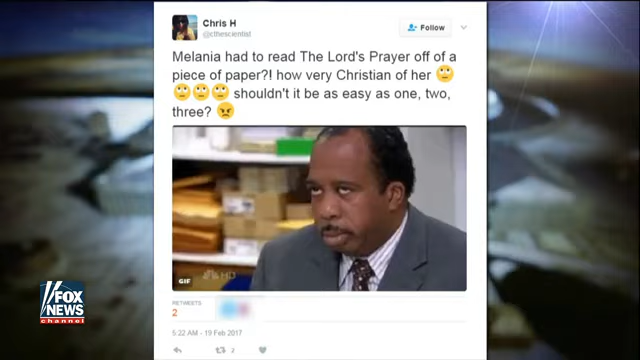 Chris H
@cthescientist
Follow
Melania had to read The Lord's Prayer off of a
piece of paper?! how very Christian of her 🙄
🙄🙄🙄 shouldn't it be as easy as one, two,
three? 😠
GIF
NBC HD
RETWEETS
2
5:22 AM - 19 Feb 2017
2
FOX
NEWS
channel